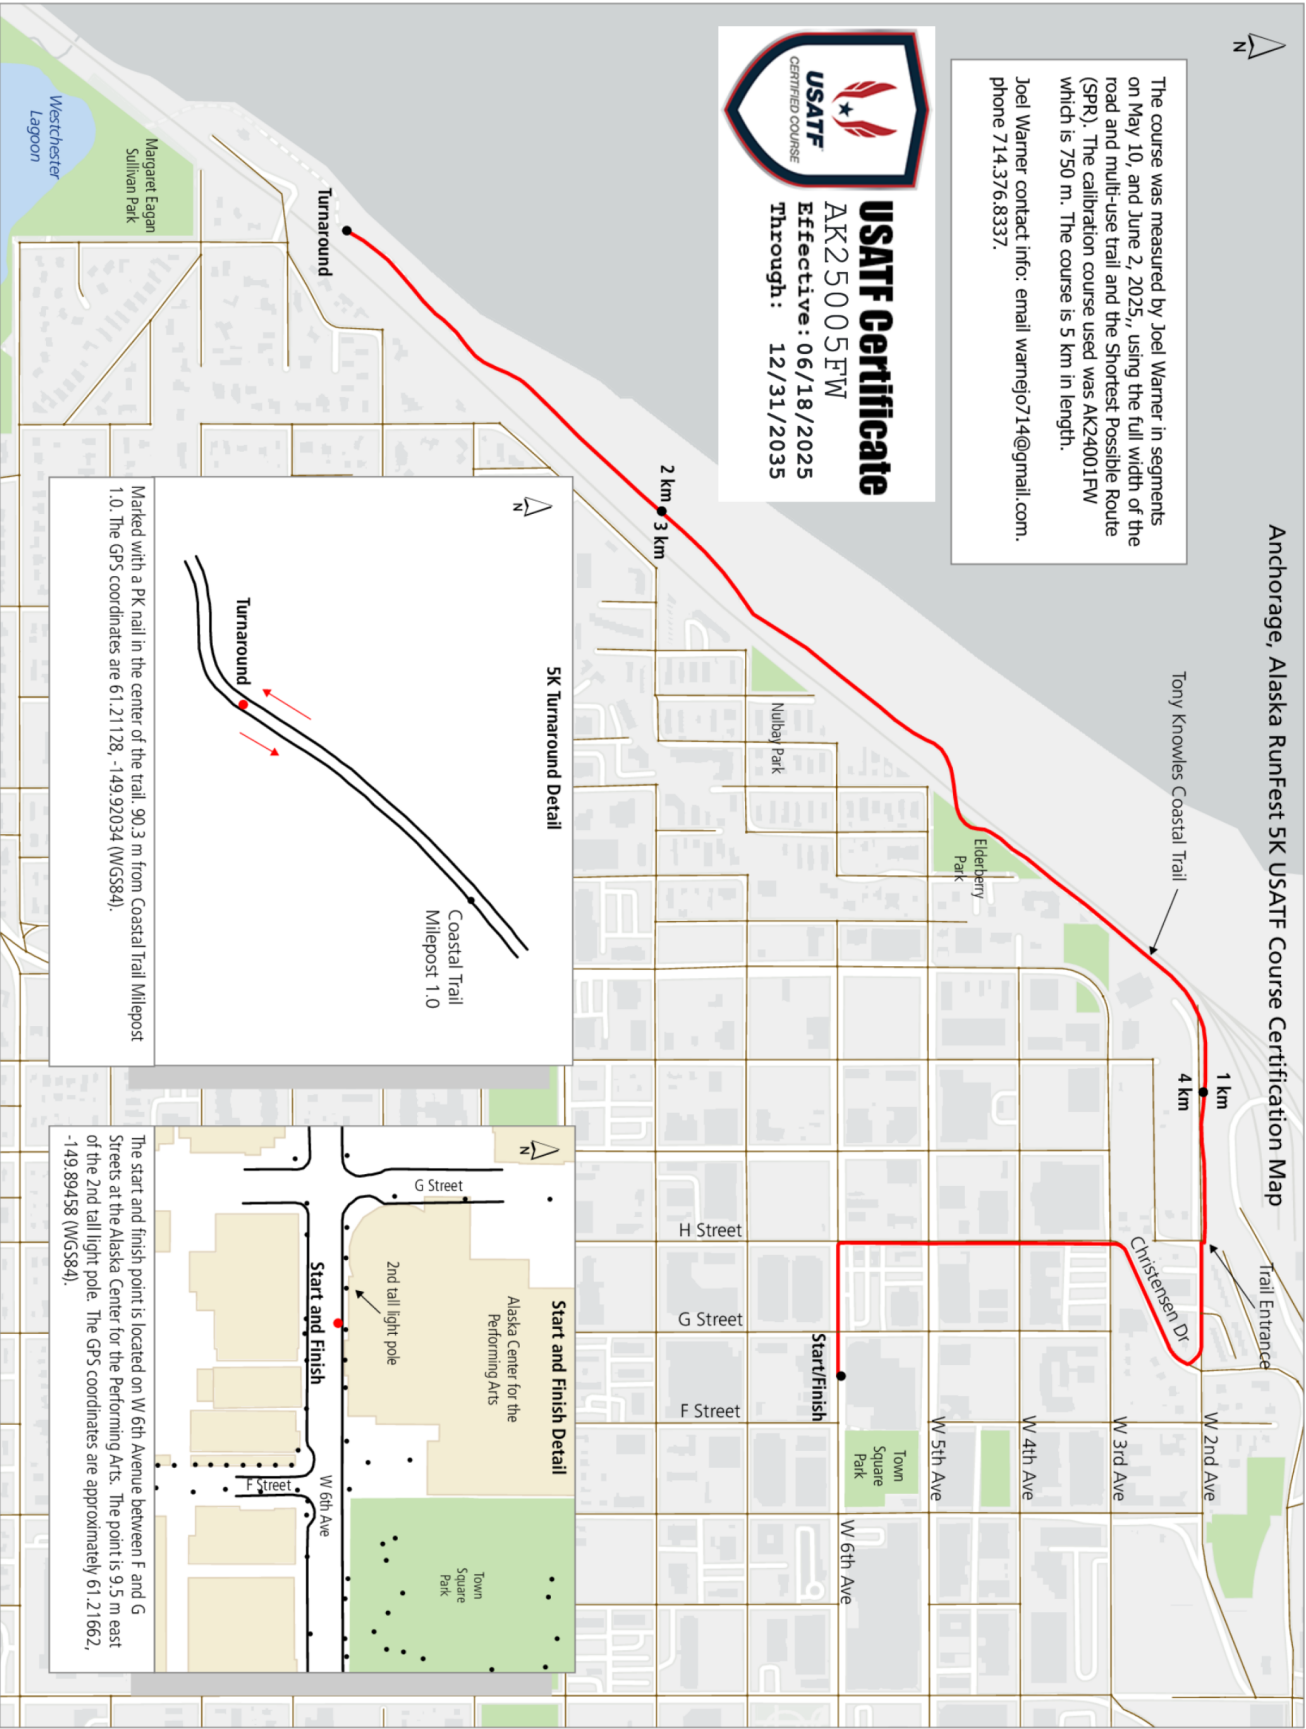 Anchorage, Alaska RunFest 5K USATF Course Certification Map
N
The course was measured by Joel Warner in segments
on May 10, and June 2, 2025,, using the full width of the
road and multi-use trail and the Shortest Possible Route
(SPR). The calibration course used was AK24001FW
which is 750 m. The course is 5 km in length.
Joel Warner contact info: email warnejo714@gmail.com.
phone 714.376.8337.
USATF
CERTIFIED COURSE
USATF Certificate
AK25005FW
Effective: 06/18/2025
Through: 12/31/2035
Tony Knowles Coastal Trail
1 km
4 km
Trail Entrance
Christensen Dr
W 2nd Ave
W 3rd Ave
W 4th Ave
W 5th Ave
W 6th Ave
Town
Square
Park
Elderberry
Park
Nulbay Park
H Street
G Street
F Street
Start/Finish
2 km
3 km
Turnaround
Margaret Eagan
Sullivan Park
Westchester
Lagoon
5K Turnaround Detail
N
Coastal Trail
Milepost 1.0
Turnaround
Marked with a PK nail in the center of the trail. 90.3 m from Coastal Trail Milepost
1.0. The GPS coordinates are 61.21128, -149.92034 (WGS84).
Start and Finish Detail
N
G Street
Alaska Center for the
Performing Arts
2nd tall light pole
Start and Finish
W 6th Ave
F Street
Town
Square
Park
The start and finish point is located on W 6th Avenue between F and G
Streets at the Alaska Center for the Performing Arts. The point is 9.5 m east
of the 2nd tall light pole. The GPS coordinates are approximately 61.21662,
-149.89458 (WGS84).